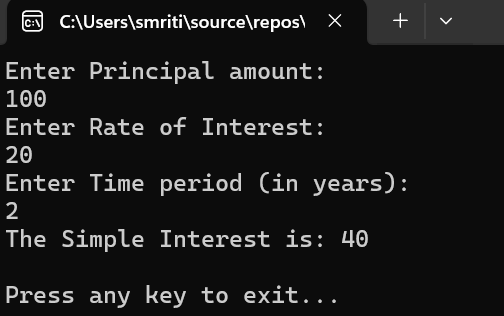 C:\Users\smriti\source\repos\
Enter Principal amount:
100
Enter Rate of Interest:
20
Enter Time period (in years):
2
The Simple Interest is: 40
Press any key to exit...